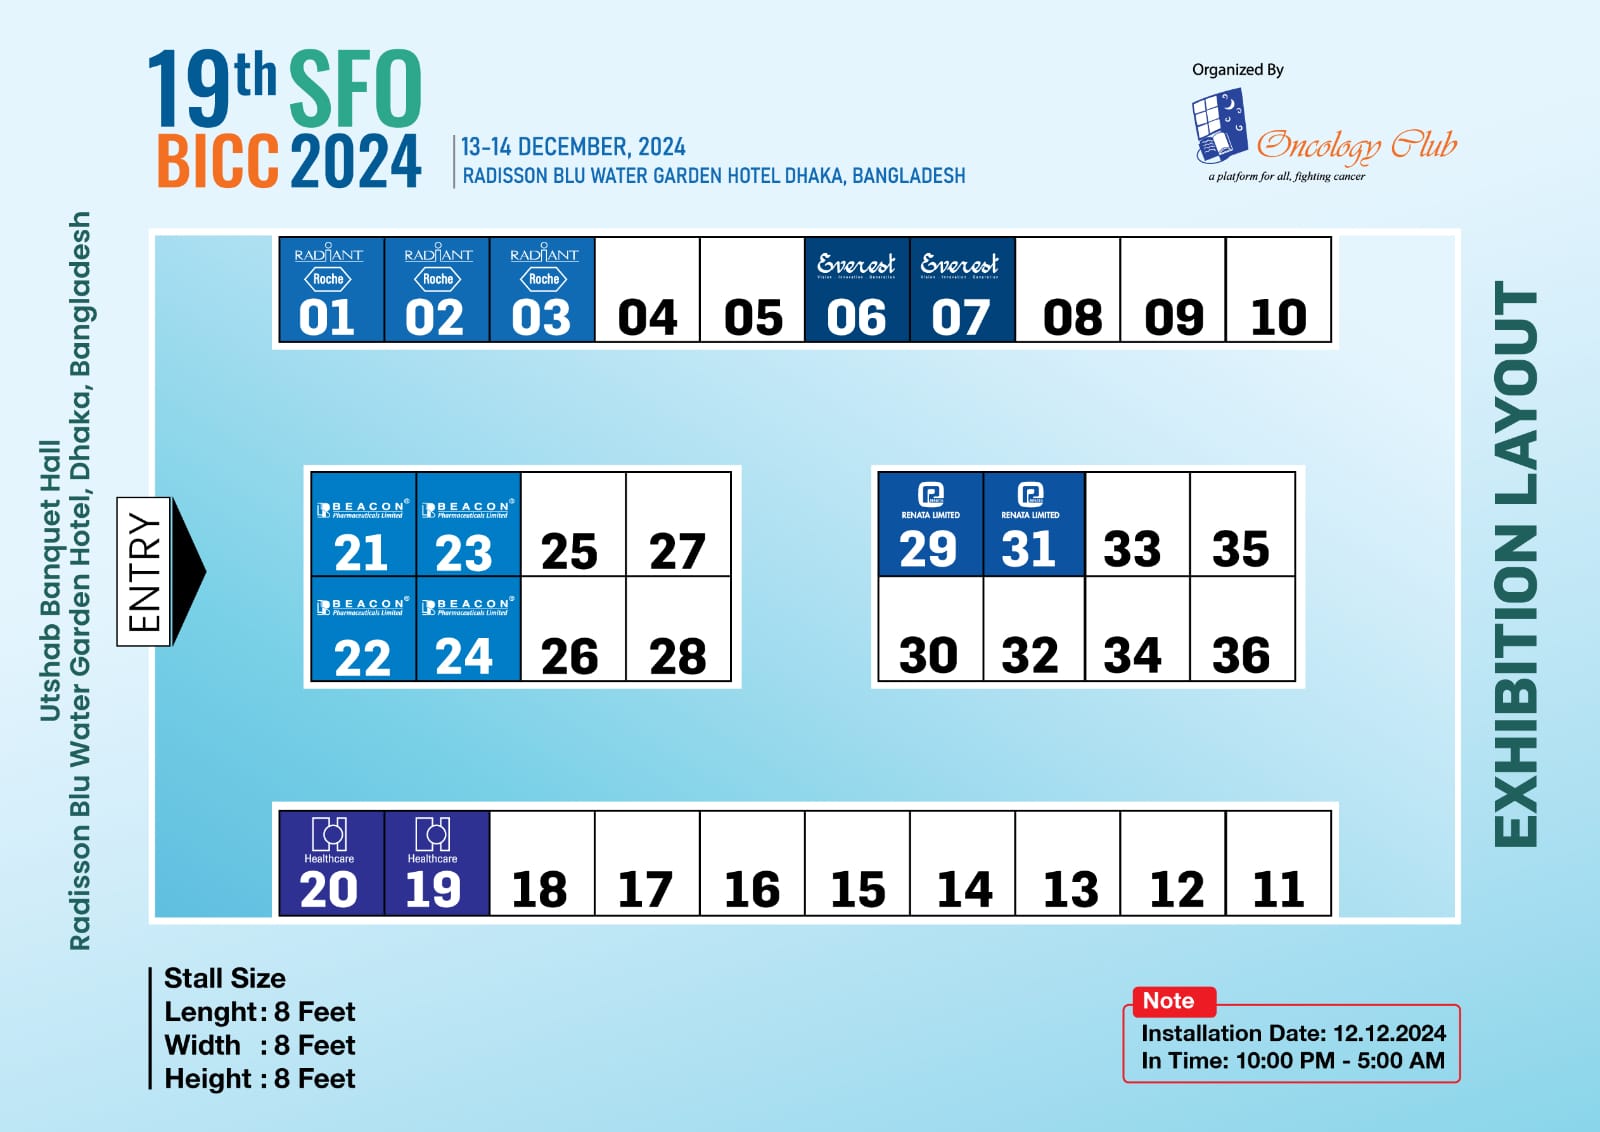 19th SFO
BICC 2024
13-14 DECEMBER, 2024
RADISSON BLU WATER GARDEN HOTEL DHAKA, BANGLADESH
Organized By
Oncology Club
a platform for all, fighting cancer
Utshab Banquet Hall
Radisson Blu Water Garden Hotel, Dhaka, Bangladesh
ENTRY
EXHIBITION LAYOUT
RADIANT RADIANT RADIANT Everest Everest
Roche Roche Roche Vision . Innovation . Generation Vision . Innovation . Generation
01 02 03 04 05 06 07 08 09 10
BEACON® BEACON®
Pharmaceuticals Limited Pharmaceuticals Limited
21 23 25 27
BEACON® BEACON®
Pharmaceuticals Limited Pharmaceuticals Limited
22 24 26 28
RENATA LIMITED RENATA LIMITED
29 31 33 35
30 32 34 36
Healthcare Healthcare
20 19 18 17 16 15 14 13 12 11
Stall Size
Lenght : 8 Feet
Width : 8 Feet
Height : 8 Feet
Note
Installation Date: 12.12.2024
In Time: 10:00 PM - 5:00 AM